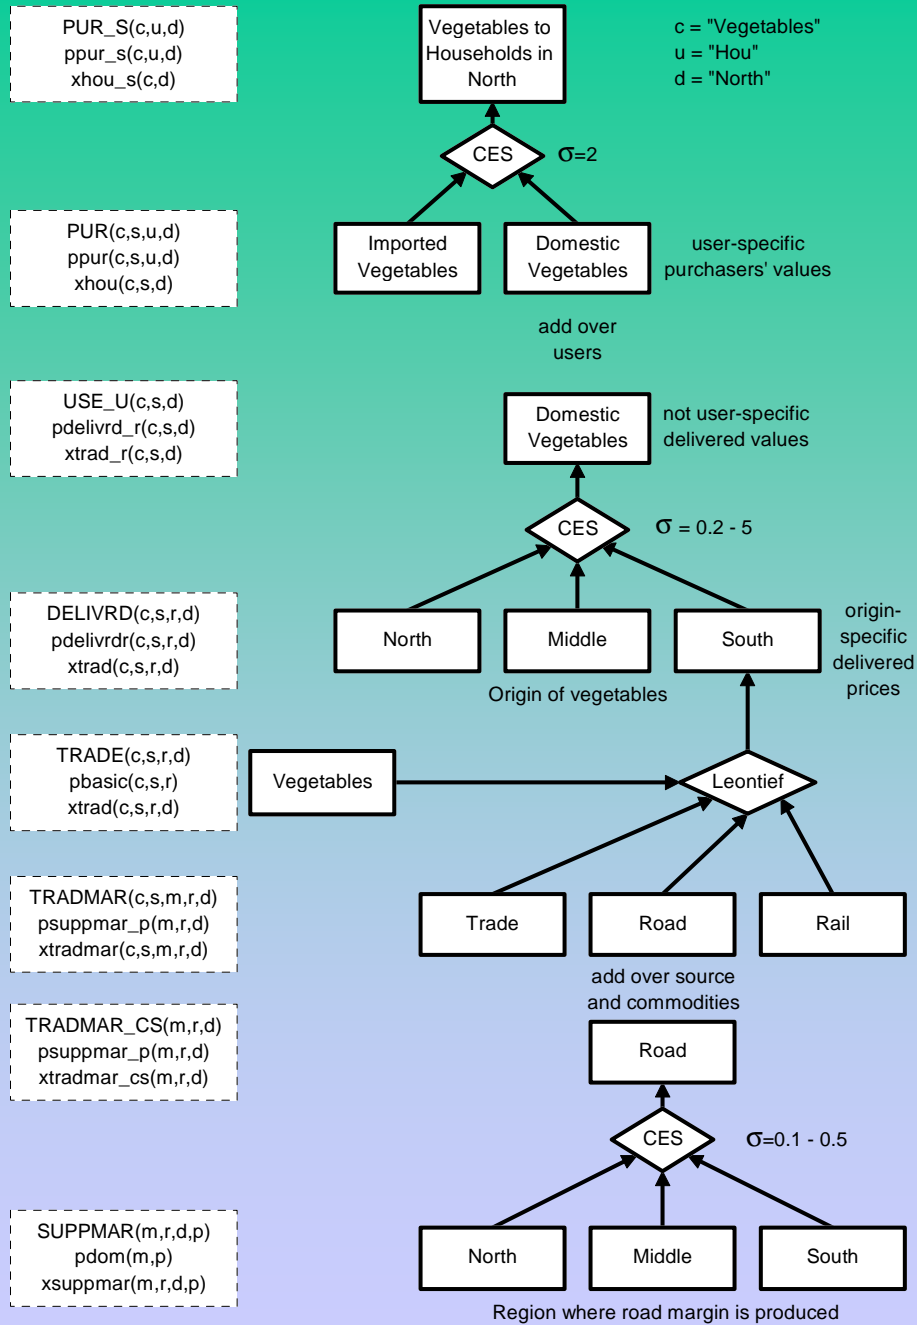 PUR_S(c,u,d)
ppur_s(c,u,d)
xhou_s(c,d)
Vegetables to
Households in
North
c = "Vegetables"
u = "Hou"
d = "North"
CES
σ=2
PUR(c,s,u,d)
ppur(c,s,u,d)
xhou(c,s,d)
Imported
Vegetables
Domestic
Vegetables
user-specific
purchasers' values
add over
users
USE_U(c,s,d)
pdelivrd_r(c,s,d)
xtrad_r(c,s,d)
Domestic
Vegetables
not user-specific
delivered values
CES
σ = 0.2 - 5
DELIVRD(c,s,r,d)
pdelivrdr(c,s,r,d)
xtrad(c,s,r,d)
North
Middle
South
origin-
specific
delivered
prices
Origin of vegetables
TRADE(c,s,r,d)
pbasic(c,s,r)
xtrad(c,s,r,d)
Vegetables
Leontief
TRADMAR(c,s,m,r,d)
psuppmar_p(m,r,d)
xtradmar(c,s,m,r,d)
Trade
Road
Rail
add over source
and commodities
TRADMAR_CS(m,r,d)
psuppmar_p(m,r,d)
xtradmar_cs(m,r,d)
Road
CES
σ=0.1 - 0.5
SUPPMAR(m,r,d,p)
pdom(m,p)
xsuppmar(m,r,d,p)
North
Middle
South
Region where road margin is produced